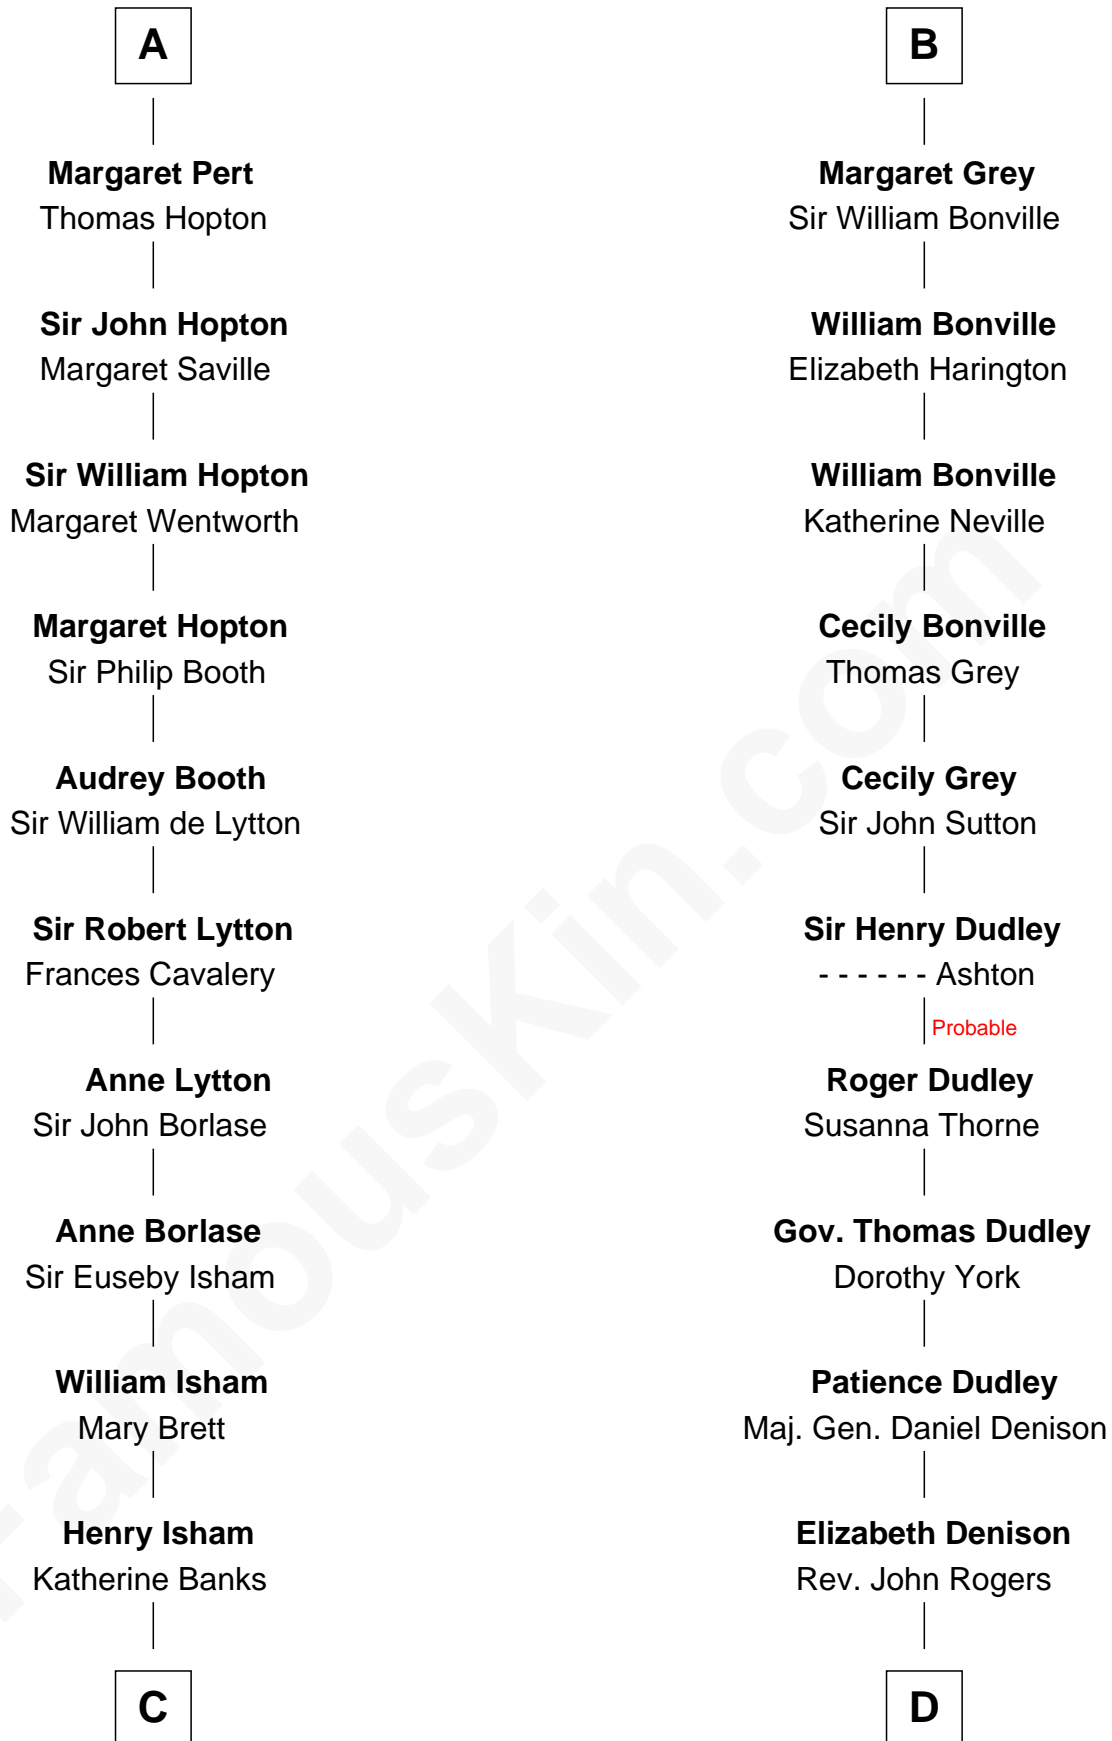 A
Margaret Pert
Thomas Hopton
Sir John Hopton
Margaret Saville
Sir William Hopton
Margaret Wentworth
Margaret Hopton
Sir Philip Booth
Audrey Booth
Sir William de Lytton
Sir Robert Lytton
Frances Cavalery
Anne Lytton
Sir John Borlase
Anne Borlase
Sir Euseby Isham
William Isham
Mary Brett
Henry Isham
Katherine Banks
C
B
Margaret Grey
Sir William Bonville
William Bonville
Elizabeth Harington
William Bonville
Katherine Neville
Cecily Bonville
Thomas Grey
Cecily Grey
Sir John Sutton
Sir Henry Dudley
- - - - - - Ashton
Probable
Roger Dudley
Susanna Thorne
Gov. Thomas Dudley
Dorothy York
Patience Dudley
Maj. Gen. Daniel Denison
Elizabeth Denison
Rev. John Rogers
D
FamousKin.com